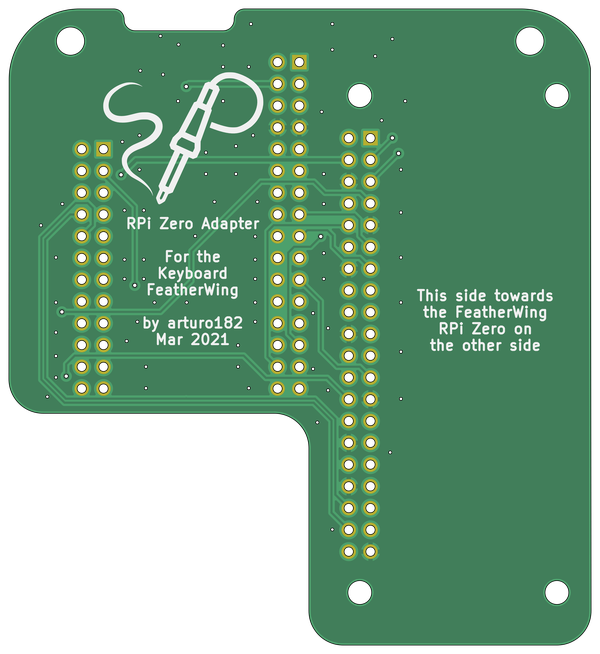 RPi Zero Adapter
For the
Keyboard
FeatherWing
by arturo182
Mar 2021
This side towards
the FeatherWing
RPi Zero on
the other side